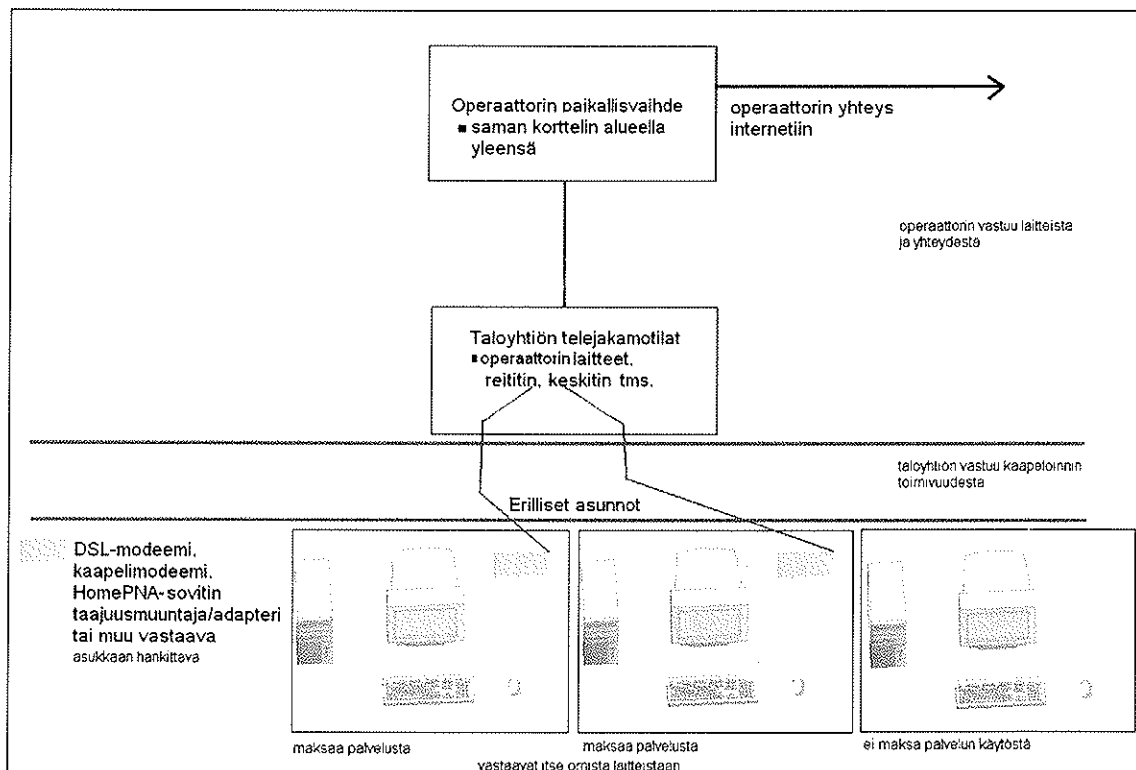 Operaattorin paikallisvaihde
▪ saman korttelin alueella
yleensä
operaattorin yhteys
internetiin
operaattorin vastuu laitteista
ja yhteydestä
Taloyhtiön telejakamotilat
▪ operaattorin laitteet,
reititin, keskitin tms.
taloyhtiön vastuu kaapeloinnin
toimivuudesta
Erilliset asunnot
DSL-modeemi,
kaapelimodeemi,
HomePNA-sovitin
taajuusmuuntaja/adapteri
tai muu vastaava
asukkaan hankittava
maksaa palvelusta
maksaa palvelusta
ei maksa palvelun käytöstä
vastaavat itse omista laitteistaan